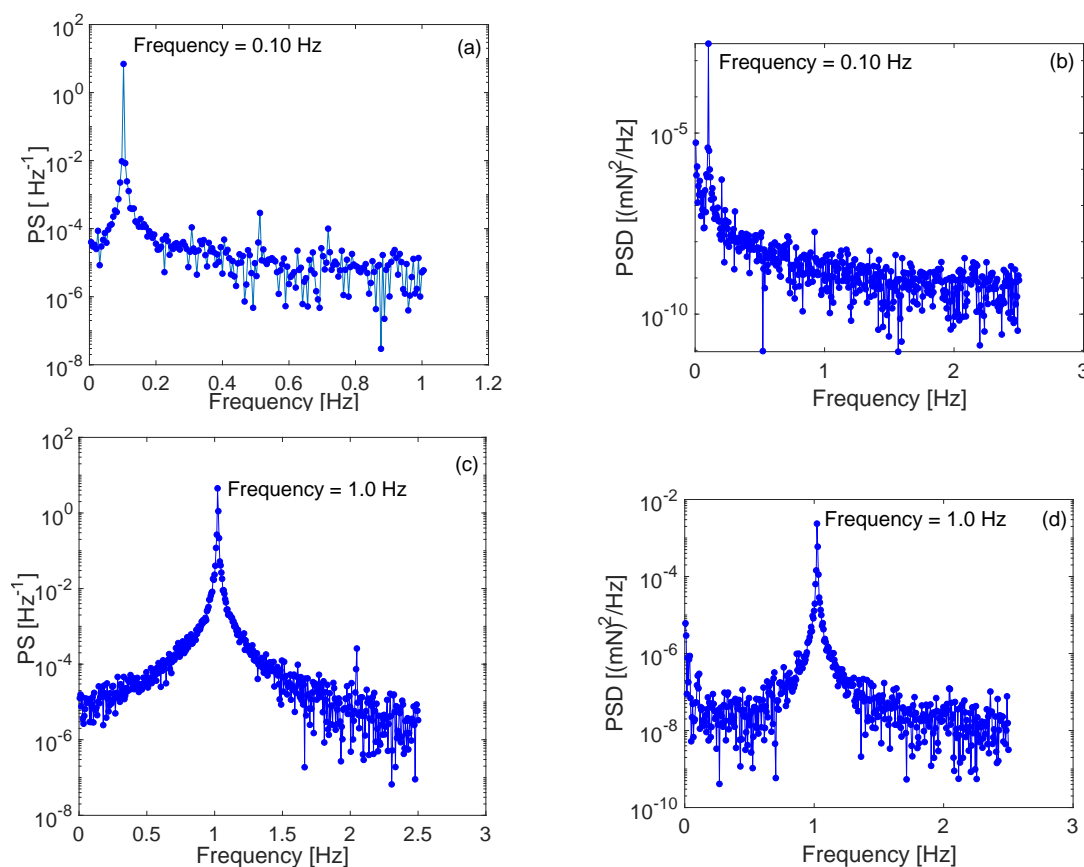 (a)
Frequency = 0.10 Hz
10^2
10^0
10^-2
10^-4
10^-6
10^-8
PS [ Hz^-1]
0 0.2 0.4 0.6 0.8 1 1.2
Frequency [Hz]
(b)
Frequency = 0.10 Hz
10^-5
10^-10
PSD [(mN)^2/Hz]
0 1 2 3
Frequency [Hz]
(c)
Frequency = 1.0 Hz
10^2
10^0
10^-2
10^-4
10^-6
10^-8
PS [Hz^-1]
0 0.5 1 1.5 2 2.5 3
Frequency [Hz]
(d)
Frequency = 1.0 Hz
10^-2
10^-4
10^-6
10^-8
10^-10
PSD [(mN)^2/Hz]
0 1 2 3
Frequency [Hz]